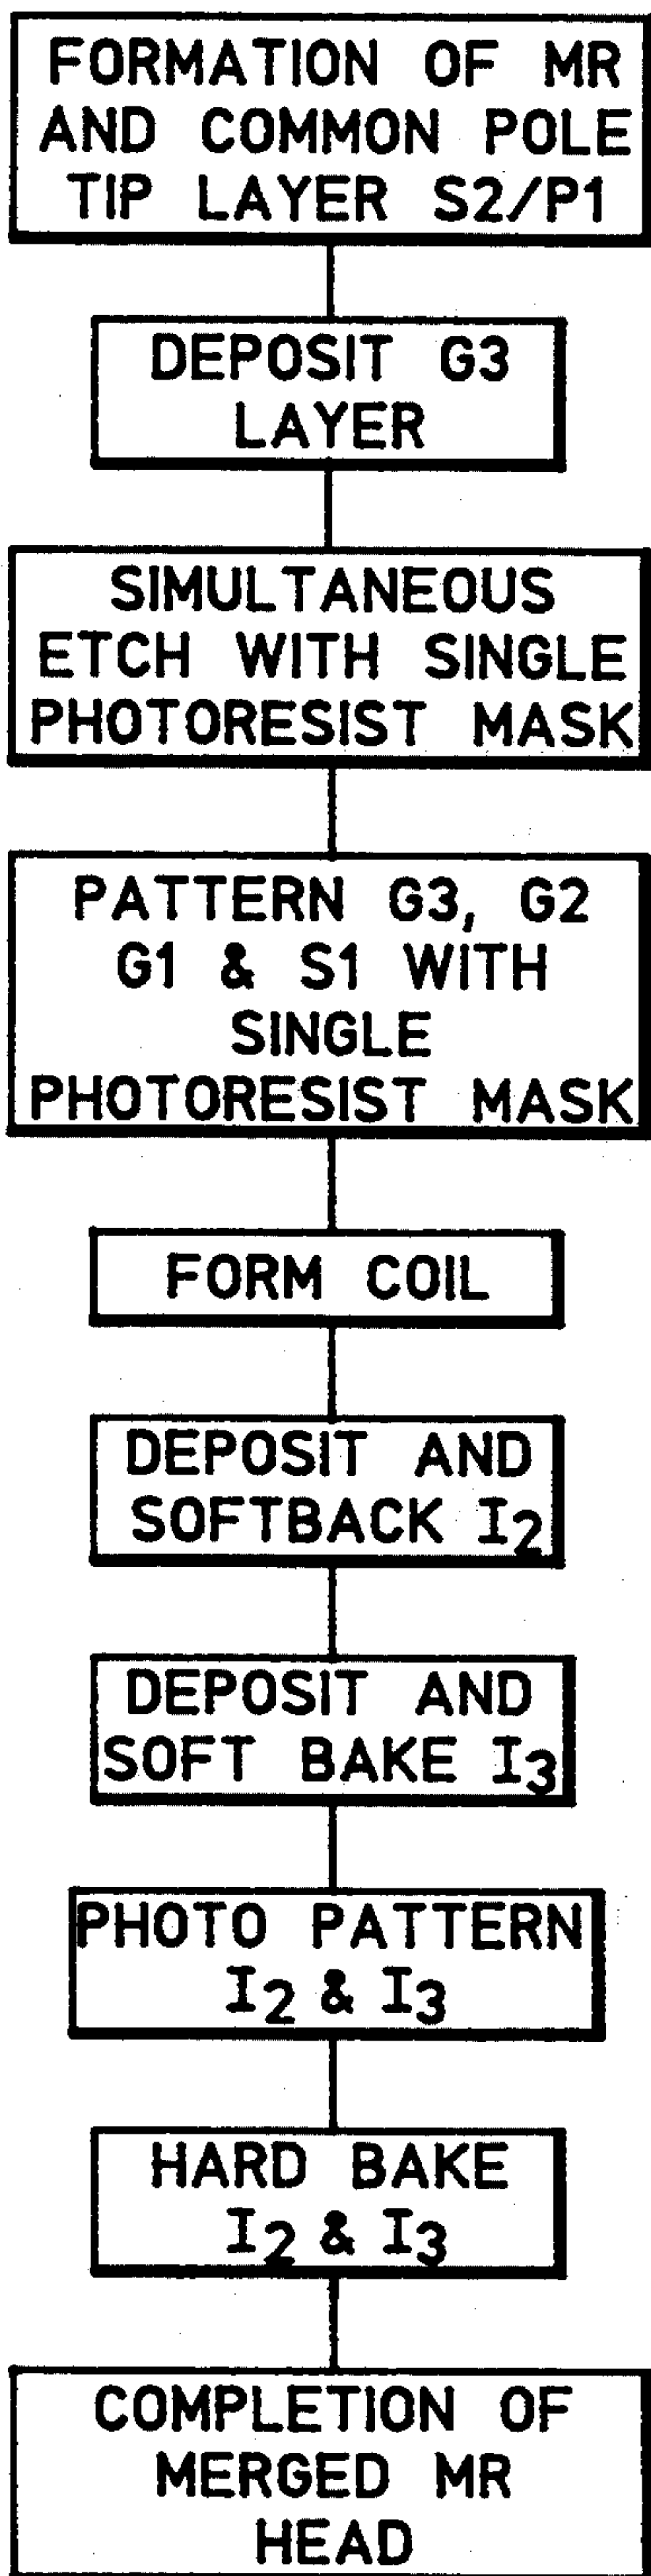 FORMATION OF MR
AND COMMON POLE
TIP LAYER S2/P1
DEPOSIT G3
LAYER
SIMULTANEOUS
ETCH WITH SINGLE
PHOTORESIST MASK
PATTERN G3, G2
G1 & S1 WITH
SINGLE
PHOTORESIST MASK
FORM COIL
DEPOSIT AND
SOFTBACK I2
DEPOSIT AND
SOFT BAKE I3
PHOTO PATTERN
I2 & I3
HARD BAKE
I2 & I3
COMPLETION OF
MERGED MR
HEAD